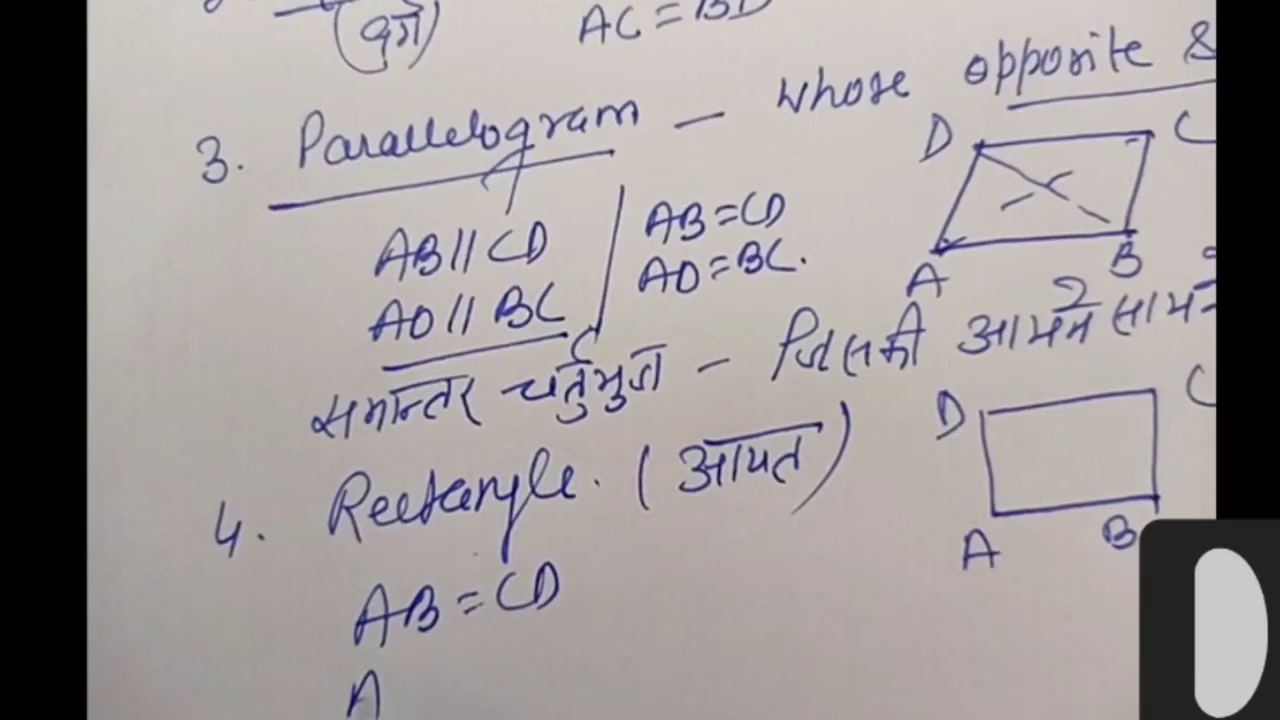 (वर्ग) AC = BD
3. Parallelogram - whose opposite
D C
AB // CD AB = CD
AD // BC AD = BC.
A B
समान्तर चर्तुभुज - जिसकी आमने सामने
D C
4. Rectangle. (आयत)
A B
AB = CD
A